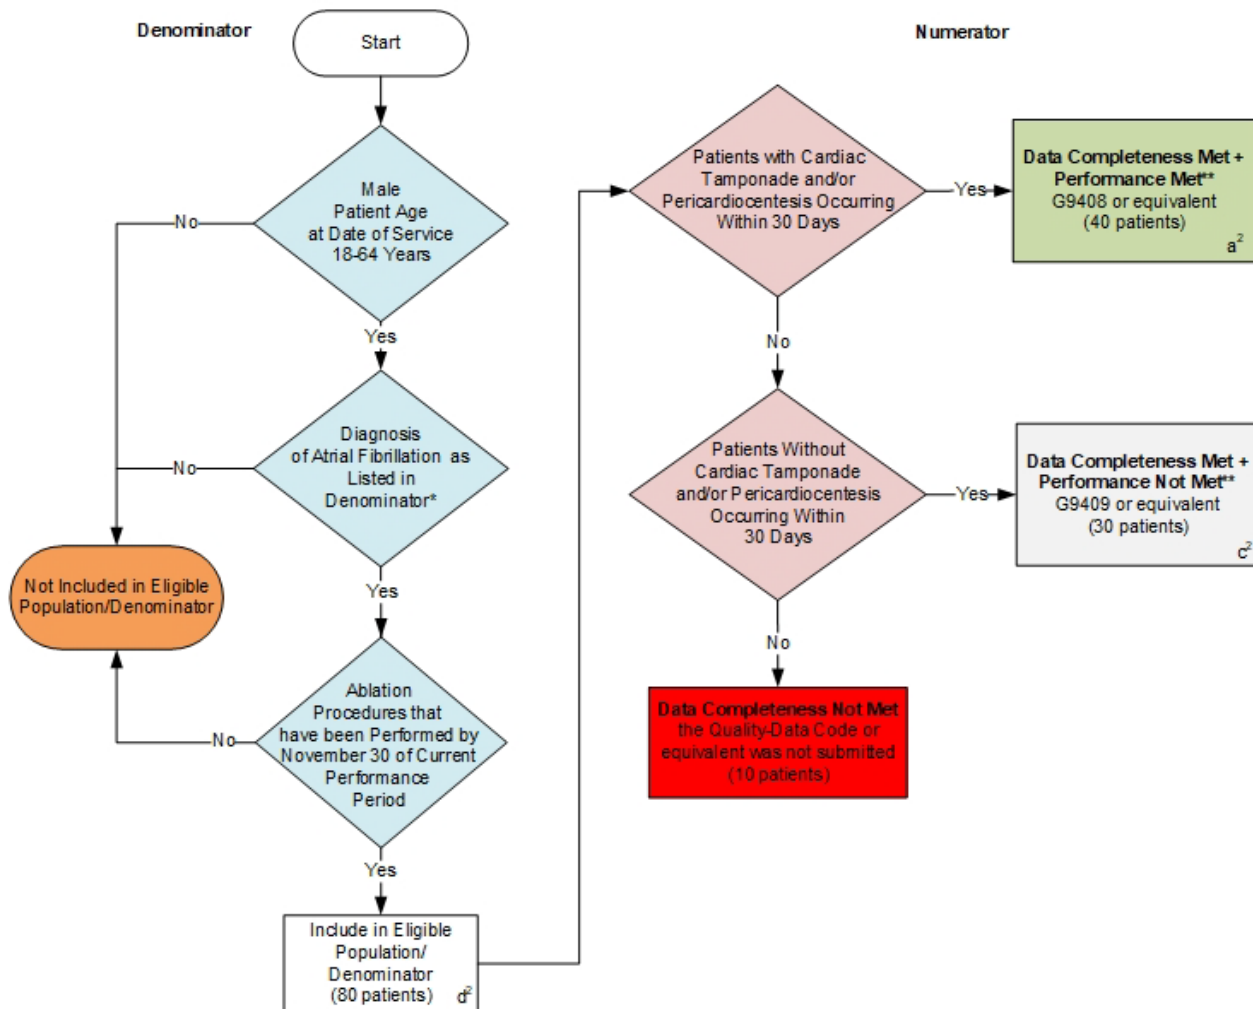 Denominator
Start
Male
Patient Age
at Date of Service
18-64 Years
No
Yes
Diagnosis
of Atrial Fibrillation as
Listed in
Denominator*
No
Yes
Not Included in Eligible
Population/Denominator
Ablation
Procedures that
have been Performed by
November 30 of Current
Performance
Period
No
Yes
Include in Eligible
Population/
Denominator
(80 patients) d²
Numerator
Patients with Cardiac
Tamponade and/or
Pericardiocentesis Occurring
Within 30 Days
Yes
Data Completeness Met +
Performance Met**
G9408 or equivalent
(40 patients)
a²
No
Patients Without
Cardiac Tamponade
and/or Pericardiocentesis
Occurring Within
30 Days
Yes
Data Completeness Met +
Performance Not Met**
G9409 or equivalent
(30 patients)
c²
No
Data Completeness Not Met
the Quality-Data Code or
equivalent was not submitted
(10 patients)